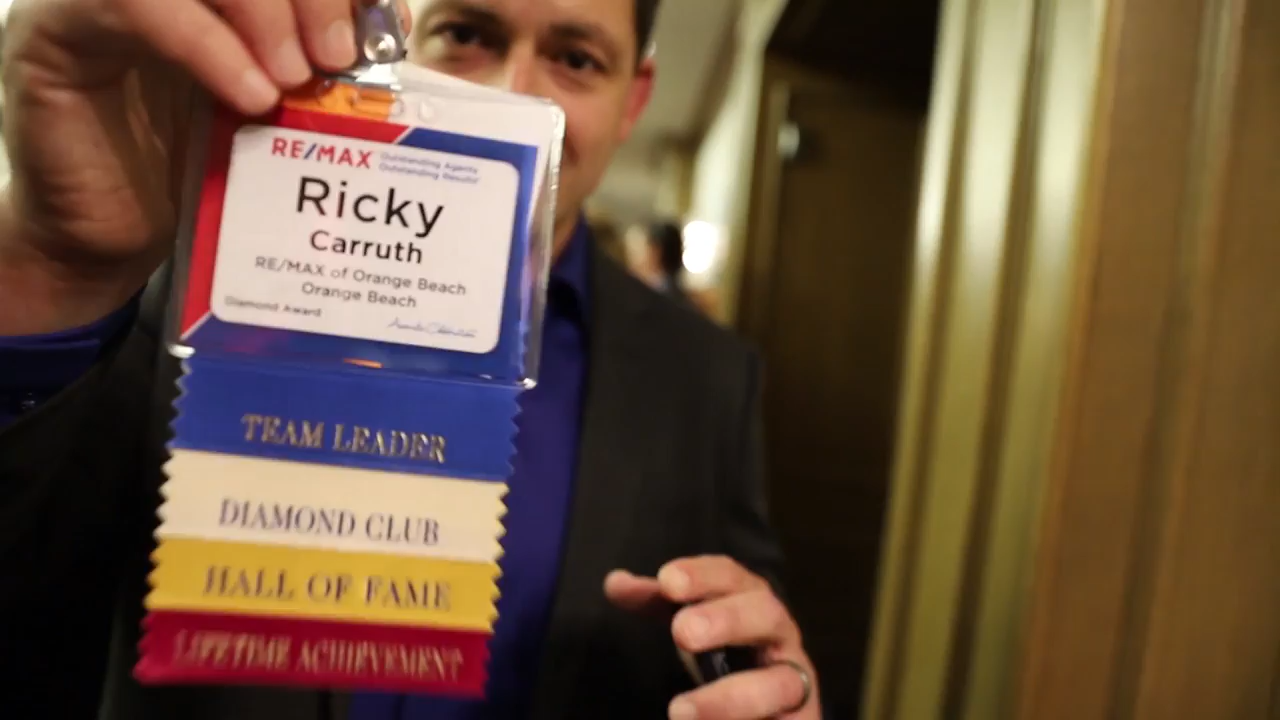 RE/MAX
Outstanding Agents
Outstanding Results
Ricky
Carruth
RE/MAX of Orange Beach
Orange Beach
Diamond Award
TEAM LEADER
DIAMOND CLUB
HALL OF FAME
LIFETIME ACHIEVEMENT